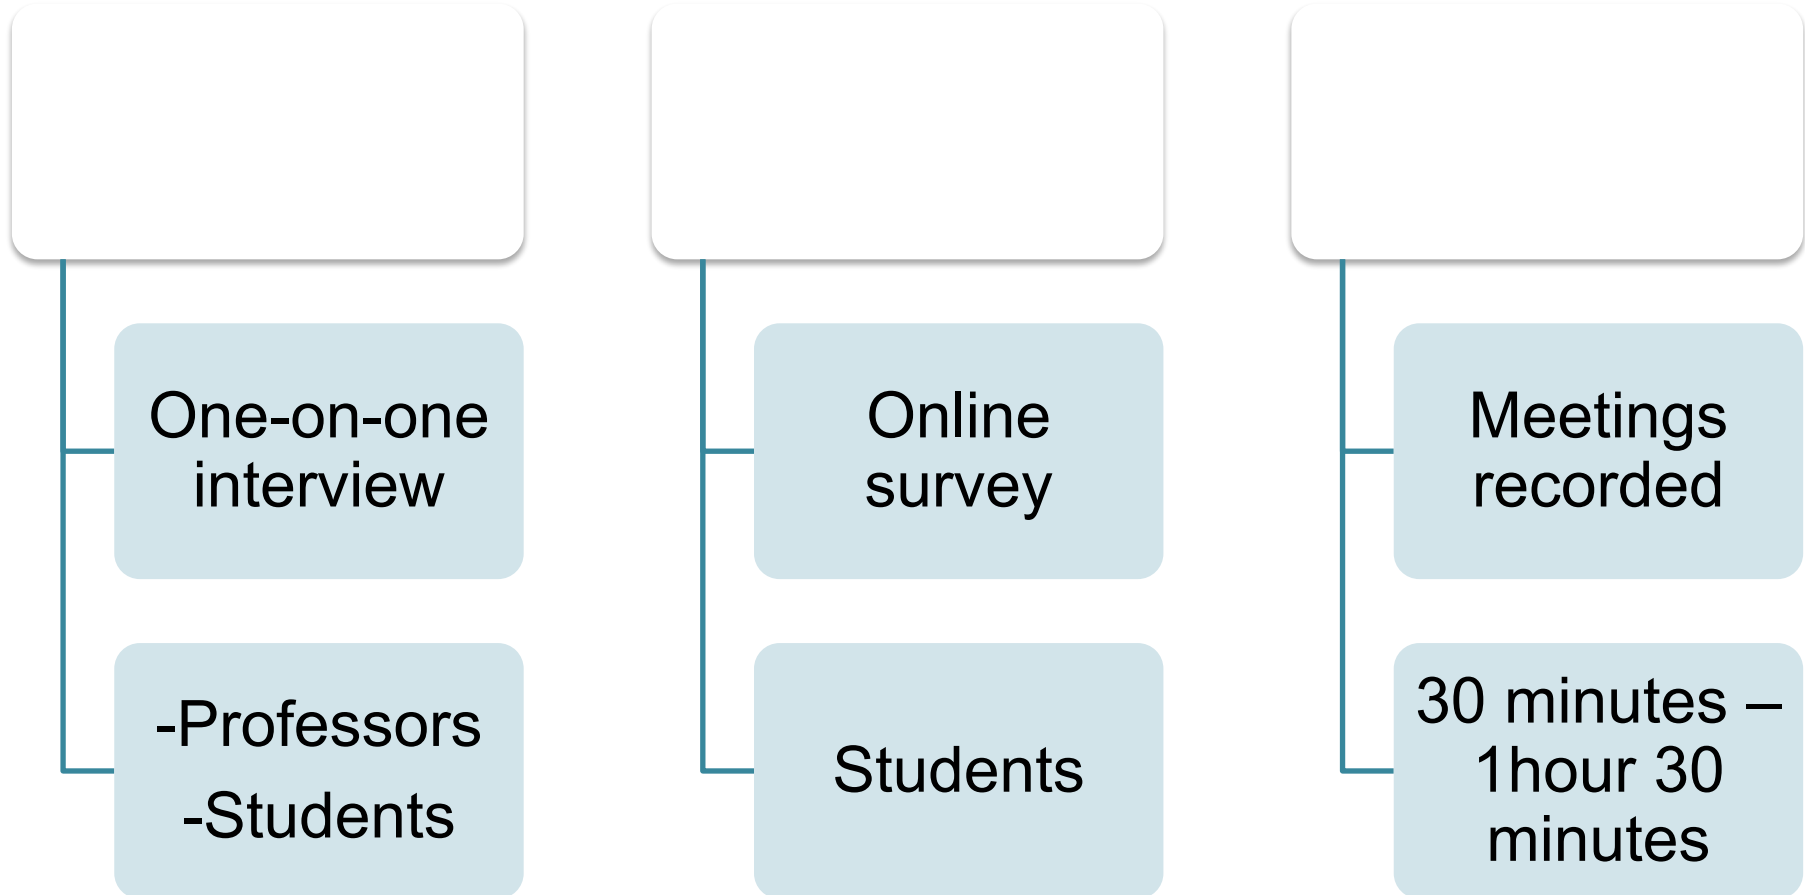 One-on-one
interview
-Professors
-Students
Online
survey
Students
Meetings
recorded
30 minutes –
1hour 30
minutes